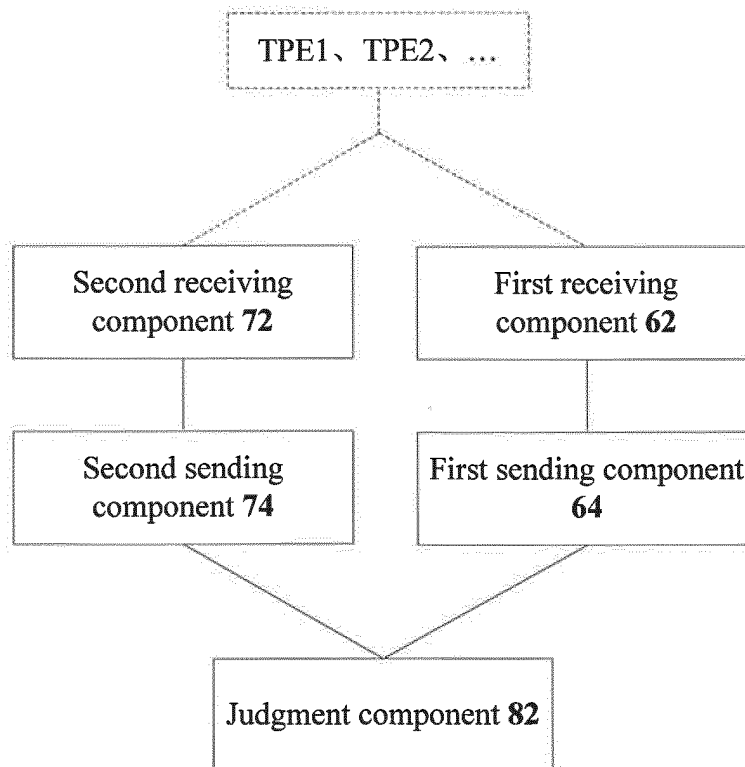 TPE1、TPE2、…
Second receiving
component 72
First receiving
component 62
Second sending
component 74
First sending component
64
Judgment component 82